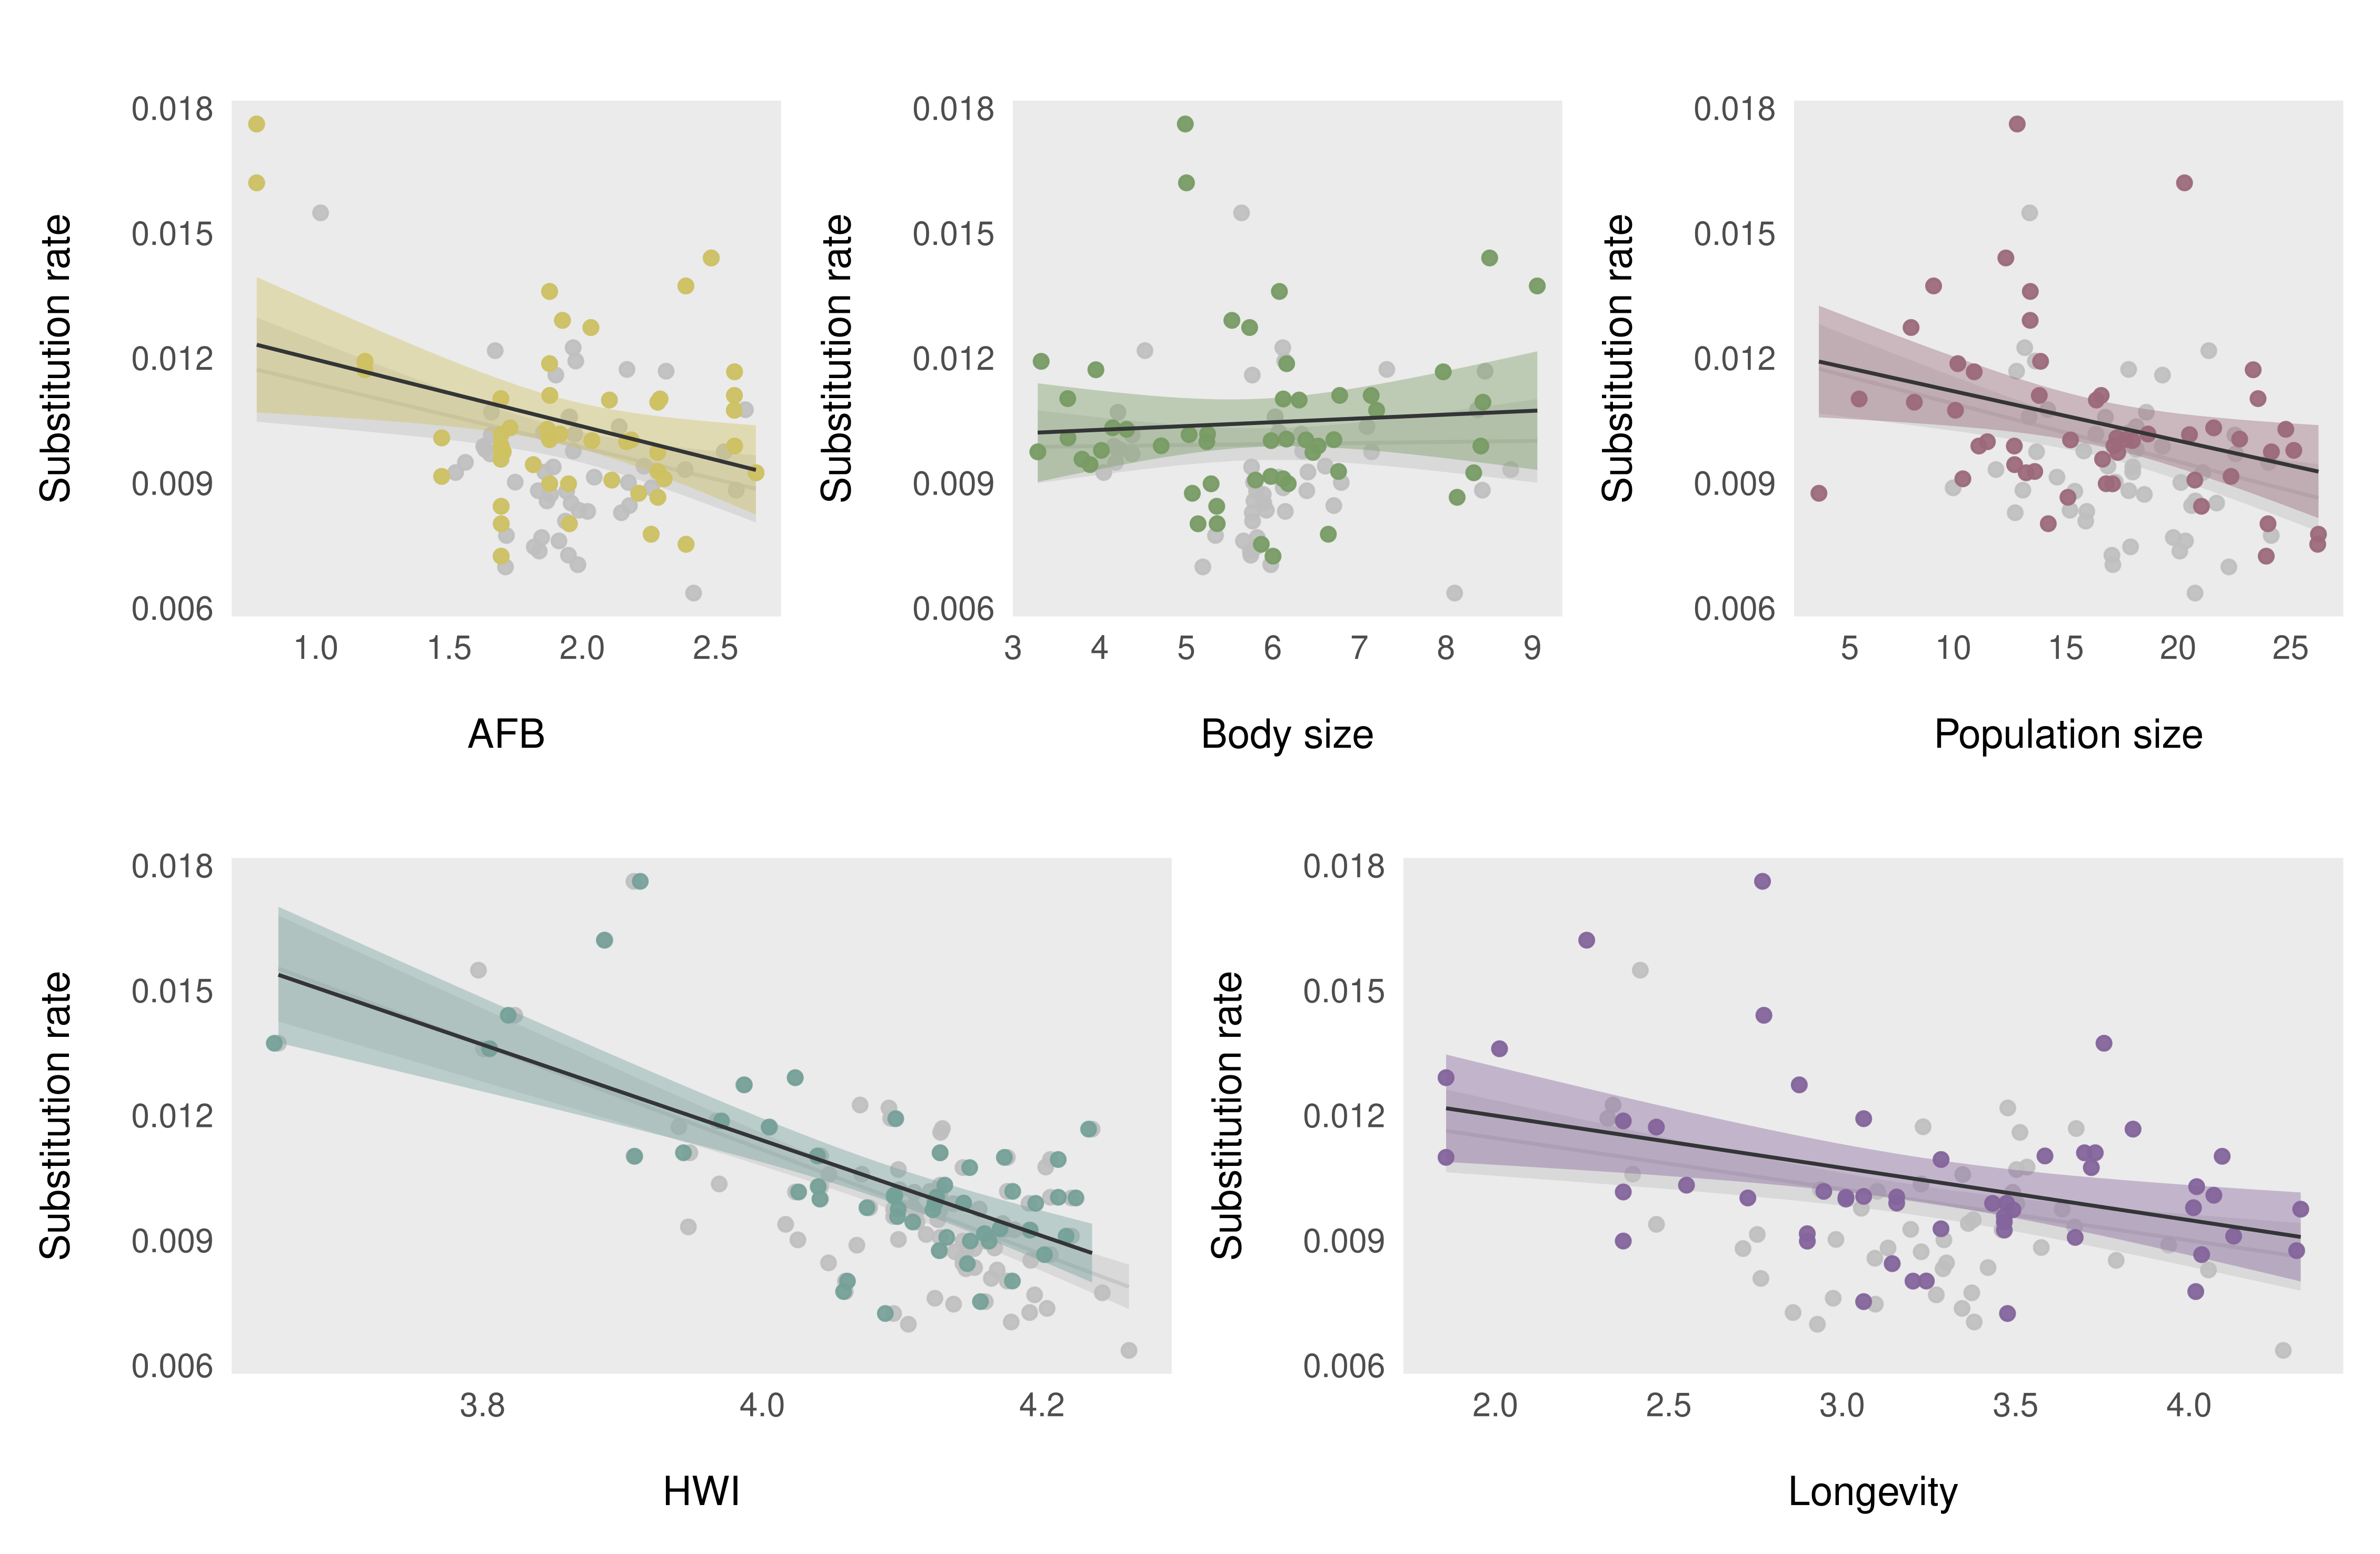 0.018 0.018 0.018
0.015 0.015 0.015
0.012 0.012 0.012
0.009 0.009 0.009
0.006 0.006 0.006
Substitution rate Substitution rate Substitution rate
1.0 1.5 2.0 2.5 3 4 5 6 7 8 9 5 10 15 20 25
AFB Body size Population size
0.018 0.018
0.015 0.015
0.012 0.012
0.009 0.009
0.006 0.006
Substitution rate Substitution rate
3.8 4.0 4.2 2.0 2.5 3.0 3.5 4.0
HWI Longevity